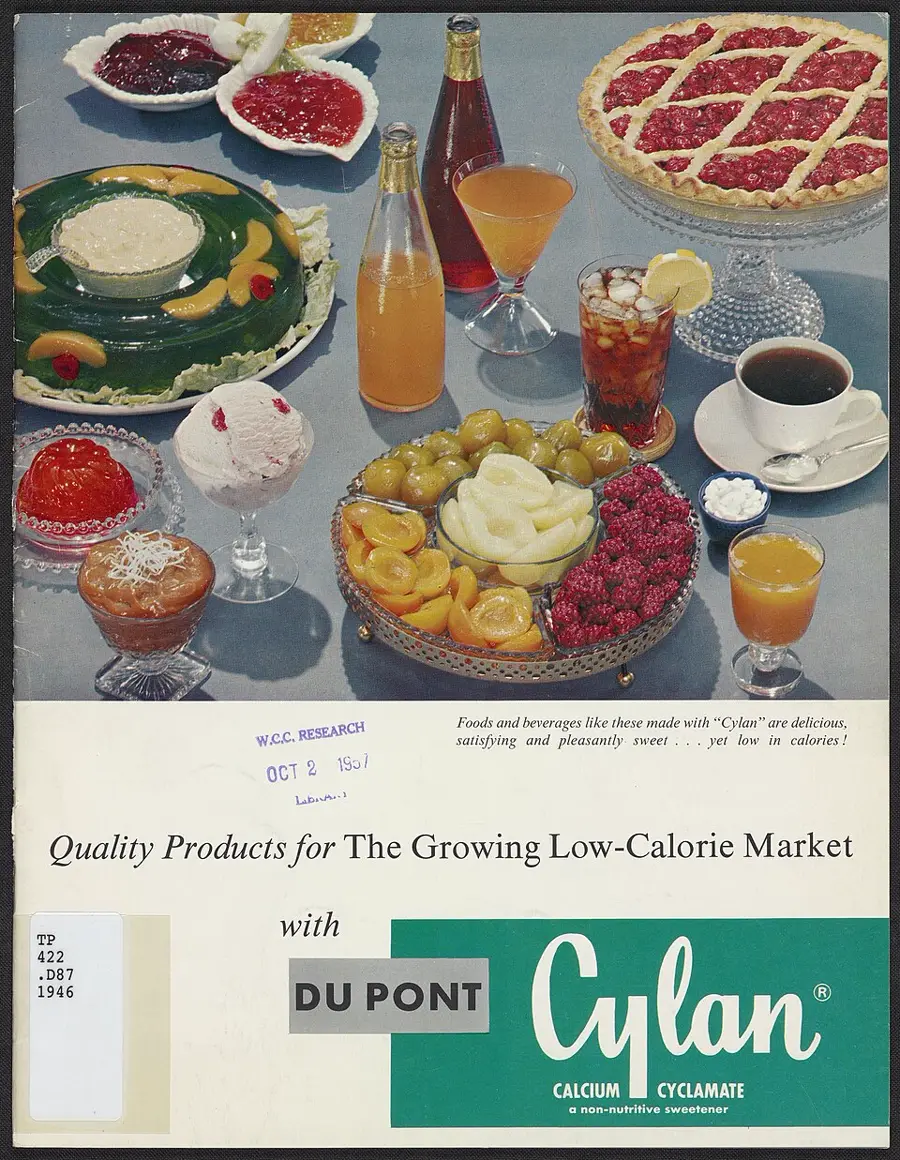 Foods and beverages like these made with “Cylan” are delicious,
satisfying and pleasantly sweet . . . yet low in calories!
W.C.C. RESEARCH
OCT 2 1957
Quality Products for The Growing Low-Calorie Market
with
DU PONT
Cylan®
CALCIUM CYCLAMATE
a non-nutritive sweetener
TP
422
.D87
1946